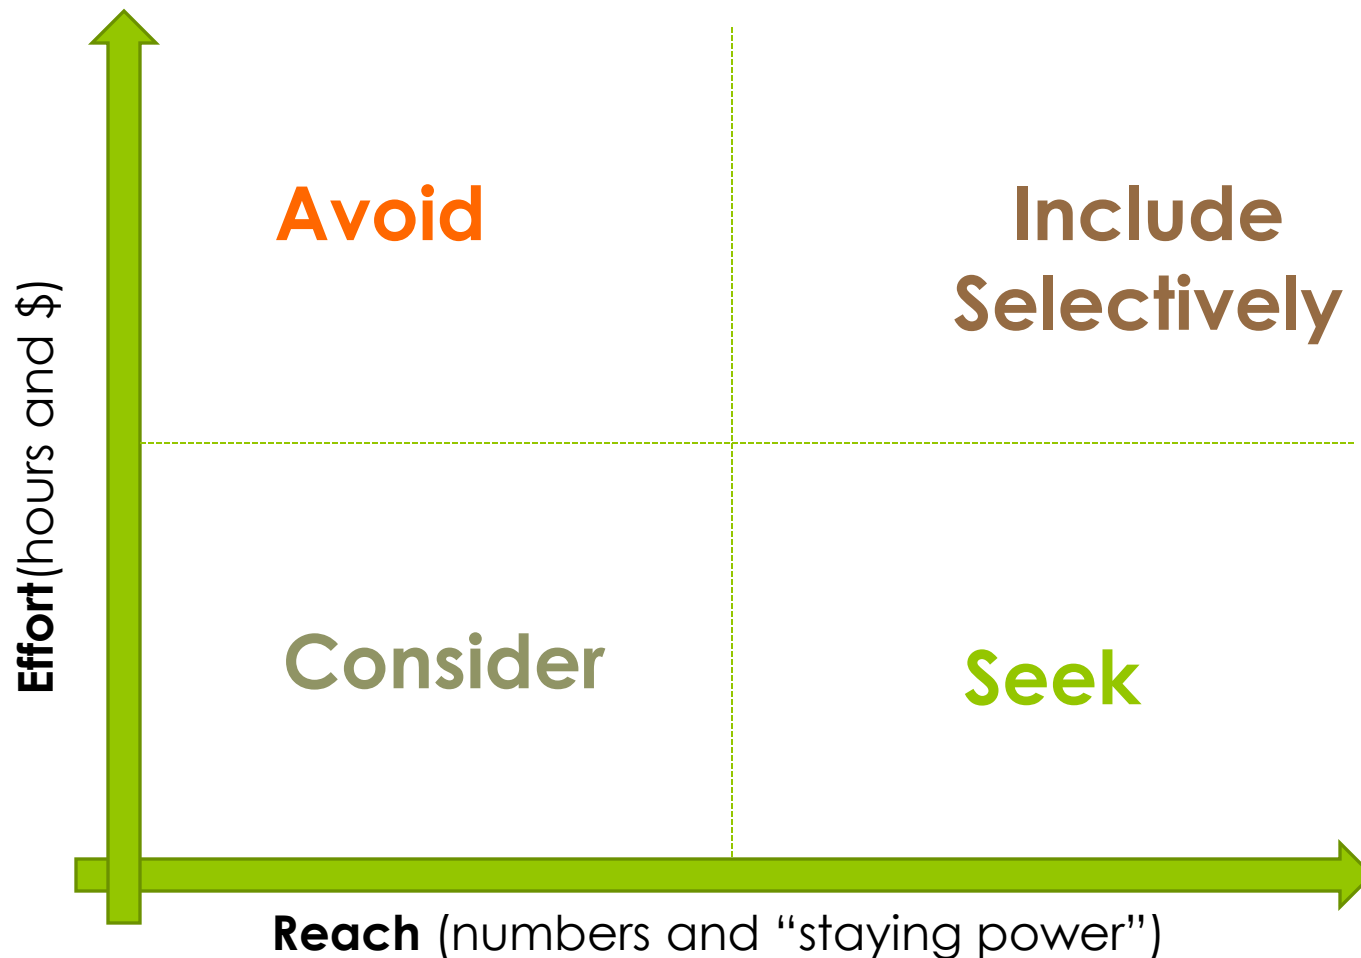 Avoid
Include
Selectively
Effort(hours and $)
Consider
Seek
Reach (numbers and “staying power”)